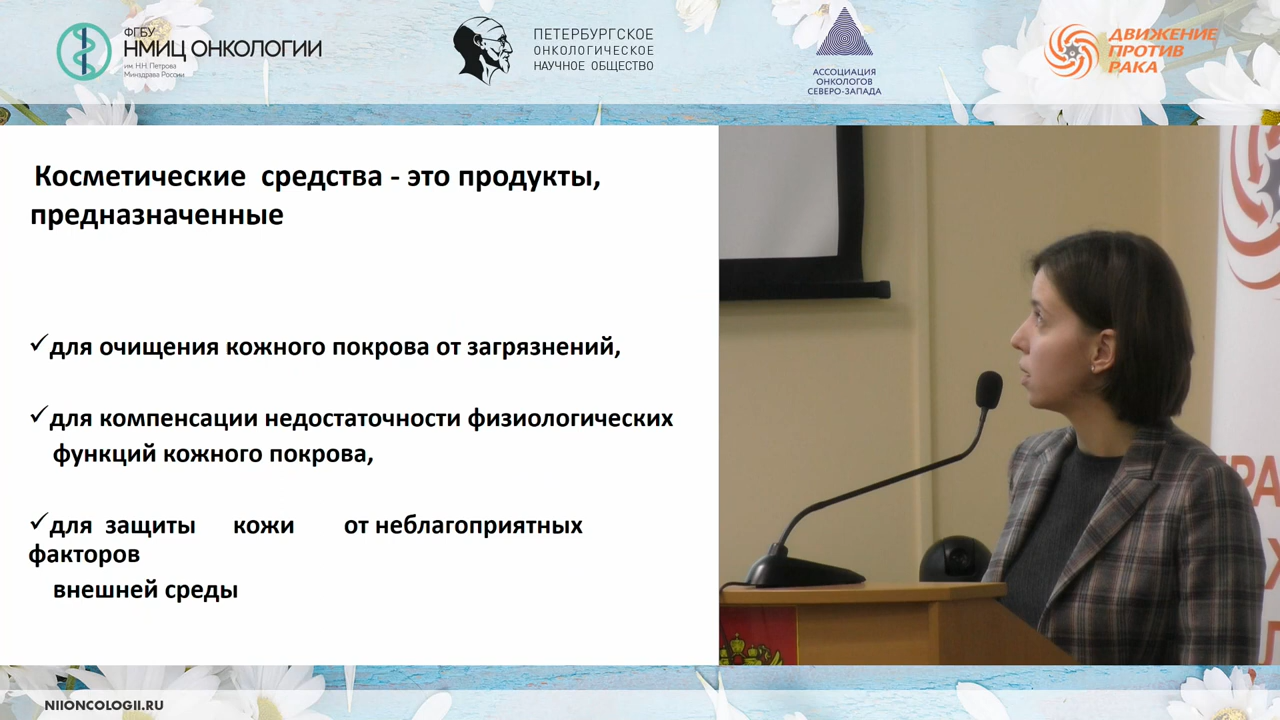 ФГБУ
НМИЦ ОНКОЛОГИИ
им. Н.Н. Петрова
Минздрава России
ПЕТЕРБУРГСКОЕ
ОНКОЛОГИЧЕСКОЕ
НАУЧНОЕ ОБЩЕСТВО
АССОЦИАЦИЯ
ОНКОЛОГОВ
СЕВЕРО-ЗАПАДА
ДВИЖЕНИЕ
ПРОТИВ
РАКА
Косметические средства - это продукты,
предназначенные
✓для очищения кожного покрова от загрязнений,
✓для компенсации недостаточности физиологических
функций кожного покрова,
✓для защиты кожи от неблагоприятных
факторов
внешней среды
NIIONCOLOGII.RU